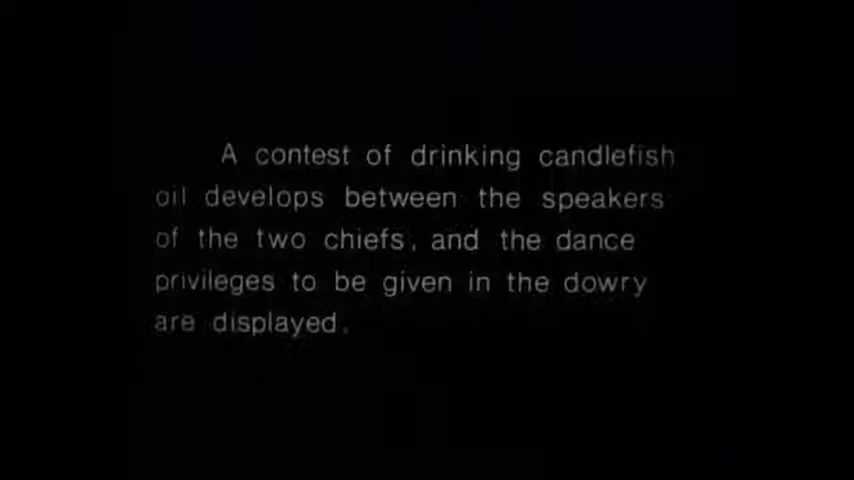 A contest of drinking candlefish
oil develops between the speakers
of the two chiefs, and the dance
privileges to be given in the dowry
are displayed.